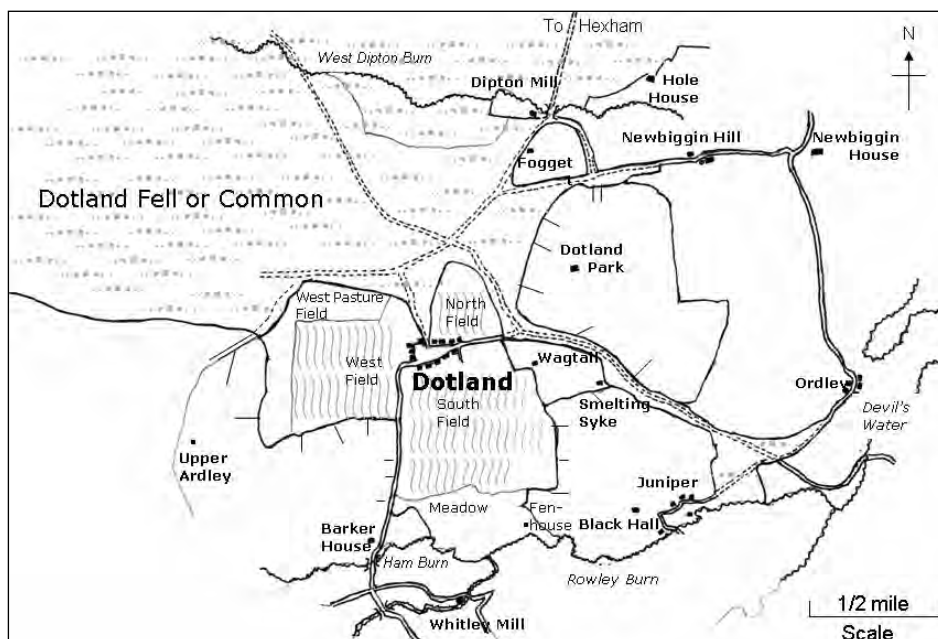 To Hexham
N
West Dipton Burn
Dipton Mill
Hole
House
Newbiggin Hill
Newbiggin
House
Fogget
Dotland Fell or Common
Dotland
Park
West Pasture
Field
North
Field
West
Field
Wagtail
Dotland
South
Field
Smelting
Syke
Ordley
Devil's
Water
Upper
Ardley
Juniper
Meadow
Fen-
house
Black Hall
Barker
House
Ham Burn
Rowley Burn
Whitley Mill
1/2 mile
Scale